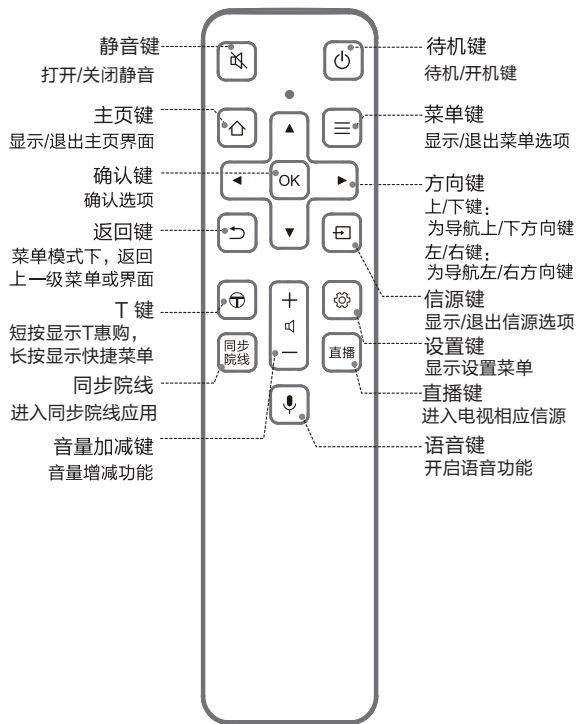 静音键
打开/关闭静音
主页键
显示/退出主页界面
确认键
确认选项
返回键
菜单模式下，返回
上一级菜单或界面
T 键
短按显示T惠购，
长按显示快捷菜单
同步院线
进入同步院线应用
音量加减键
音量增减功能
OK
同步
院线
直播
待机键
待机/开机键
菜单键
显示/退出菜单选项
方向键
上/下键：
为导航上/下方向键
左/右键：
为导航左/右方向键
信源键
显示/退出信源选项
设置键
显示设置菜单
直播键
进入电视相应信源
语音键
开启语音功能